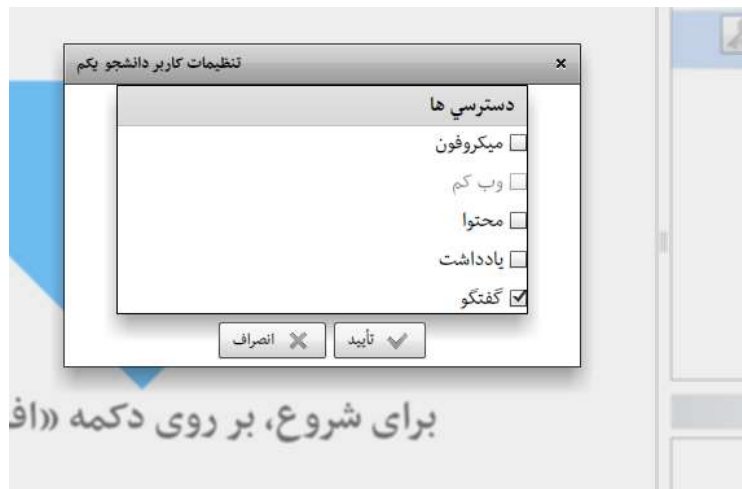 تنظیمات کاربر دانشجو یکم
دسترسي ها
میکروفون
وب کم
محتوا
یادداشت
گفتگو
تأیید
انصراف
برای شروع، بر روی دکمه «اف